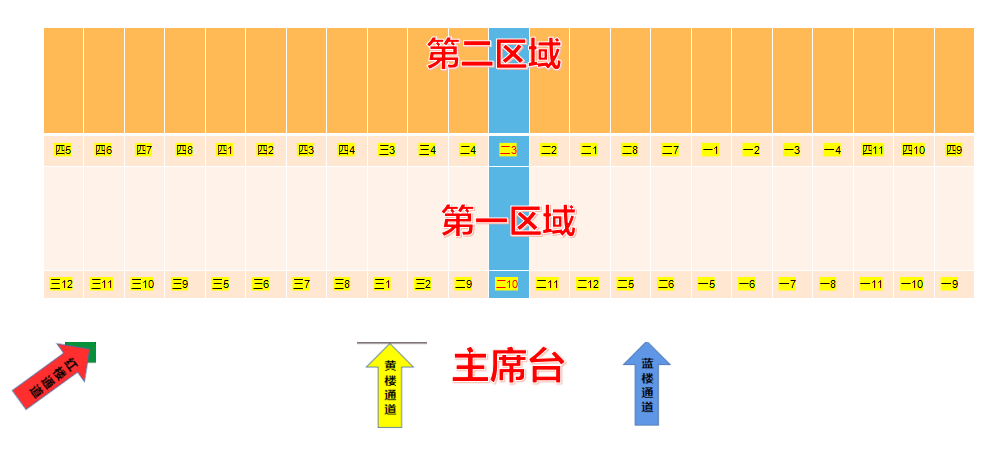 第二区域
四5 四6 四7 四8 四1 四2 四3 四4 三3 三4 二4 二3 二2 二1 二8 二7 一1 一2 一3 一4 四11 四10 四9
第一区域
三12 三11 三10 三9 三5 三6 三7 三8 三1 三2 二9 二10 二11 二12 二5 二6 一5 一6 一7 一8 一11 一10 一9
红楼通道
黄楼通道
主席台
蓝楼通道